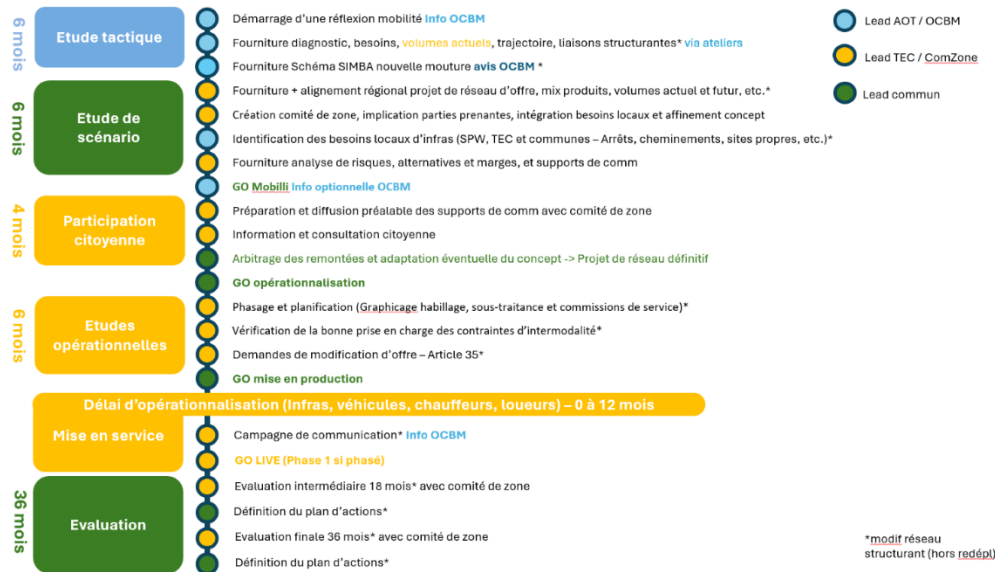 6 mois
Etude tactique
Démarrage d'une réflexion mobilité Info OCBM
Fourniture diagnostic, besoins, volumes actuels, trajectoire, liaisons structurantes* via ateliers
Fourniture Schéma SIMBA nouvelle mouture avis OCBM *
6 mois
Etude de
scénario
Fourniture + alignement régional projet de réseau d'offre, mix produits, volumes actuel et futur, etc.*
Création comité de zone, implication parties prenantes, intégration besoins locaux et affinement concept
Identification des besoins locaux d'infras (SPW, TEC et communes – Arrêts, cheminements, sites propres, etc.)*
Fourniture analyse de risques, alternatives et marges, et supports de comm
GO Mobilli Info optionnelle OCBM
4 mois
Participation
citoyenne
Préparation et diffusion préalable des supports de comm avec comité de zone
Information et consultation citoyenne
Arbitrage des remontées et adaptation éventuelle du concept -> Projet de réseau définitif
GO opérationnalisation
6 mois
Etudes
opérationnelles
Phasage et planification (Graphicage habillage, sous-traitance et commissions de service)*
Vérification de la bonne prise en charge des contraintes d'intermodalité*
Demandes de modification d'offre – Article 35*
GO mise en production
Délai d'opérationnalisation (Infras, véhicules, chauffeurs, loueurs) – 0 à 12 mois
Mise en service
Campagne de communication* Info OCBM
GO LIVE (Phase 1 si phasé)
36 mois
Evaluation
Evaluation intermédiaire 18 mois* avec comité de zone
Définition du plan d'actions*
Evaluation finale 36 mois* avec comité de zone
Définition du plan d'actions*
Lead AOT / OCBM
Lead TEC / ComZone
Lead commun
*modif réseau
structurant (hors redépl)